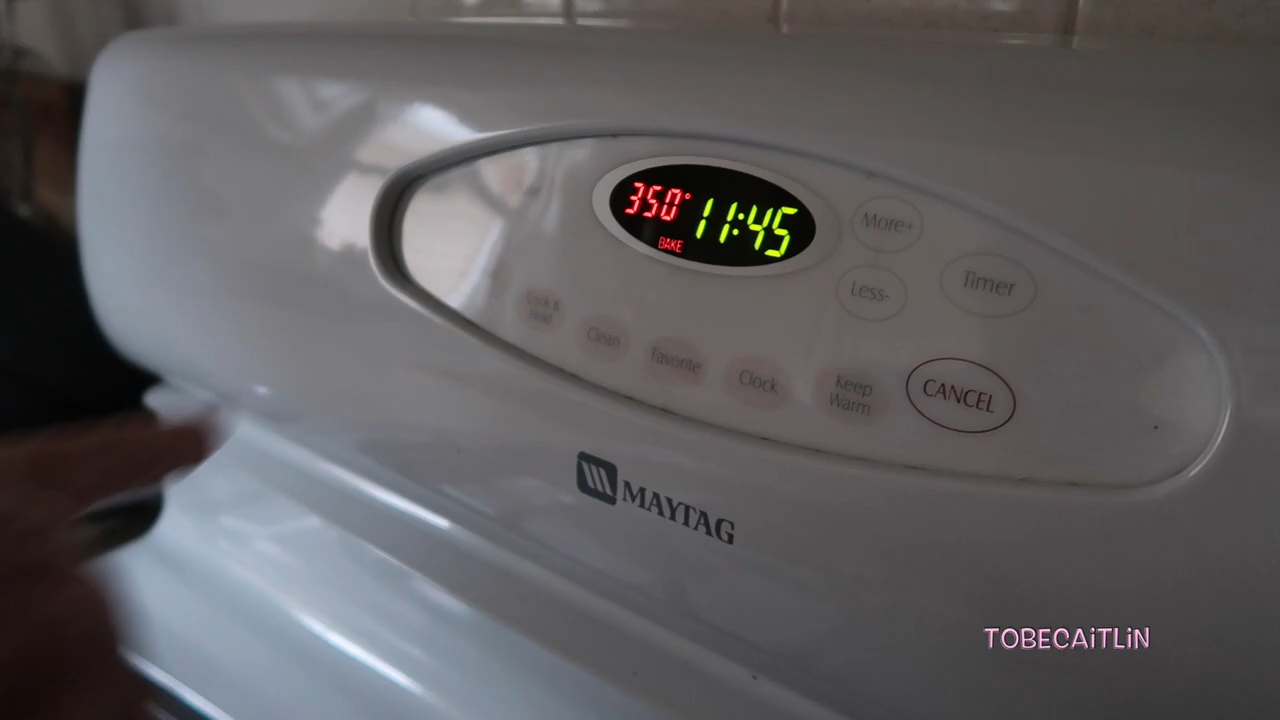 350° 11:45
BAKE
More+
Less-
Timer
Cook &
Hold
Clean
Favorite
Clock
Keep
Warm
CANCEL
MAYTAG
TOBECAiTLiN